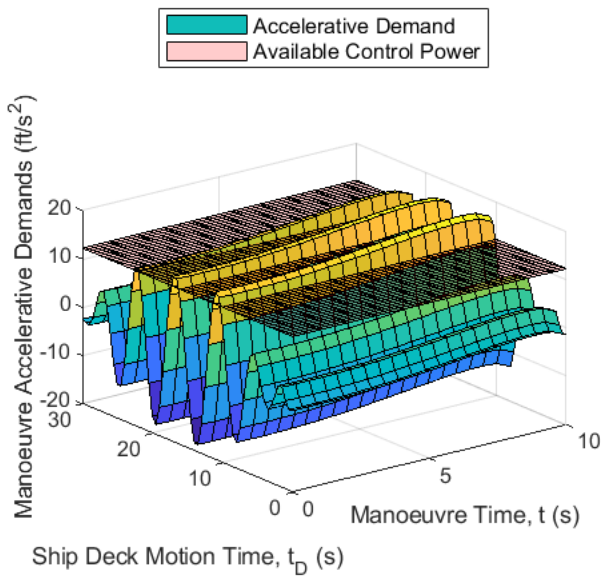 Accelerative Demand
Available Control Power
Manoeuvre Accelerative Demands (ft/s²)
20
10
0
-10
-20
30
20
10
0
0
5
10
Manoeuvre Time, t (s)
Ship Deck Motion Time, t_D (s)